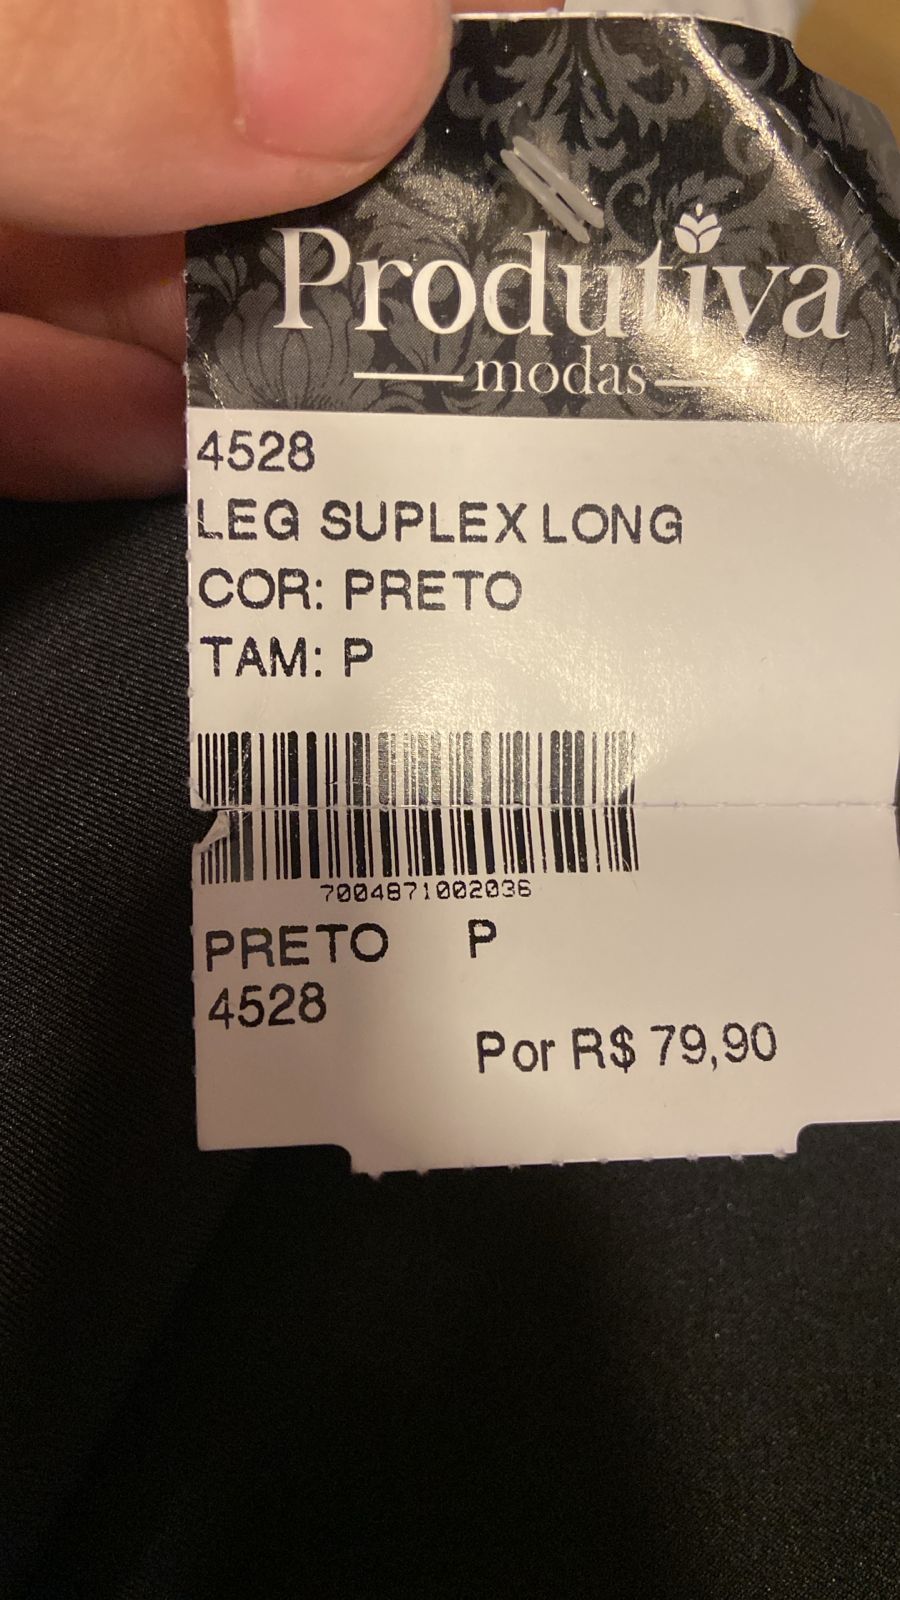 Produtiva
modas
4528
LEG SUPLEX LONG
COR: PRETO
TAM: P
7004871002036
PRETO P
4528
Por R$ 79,90